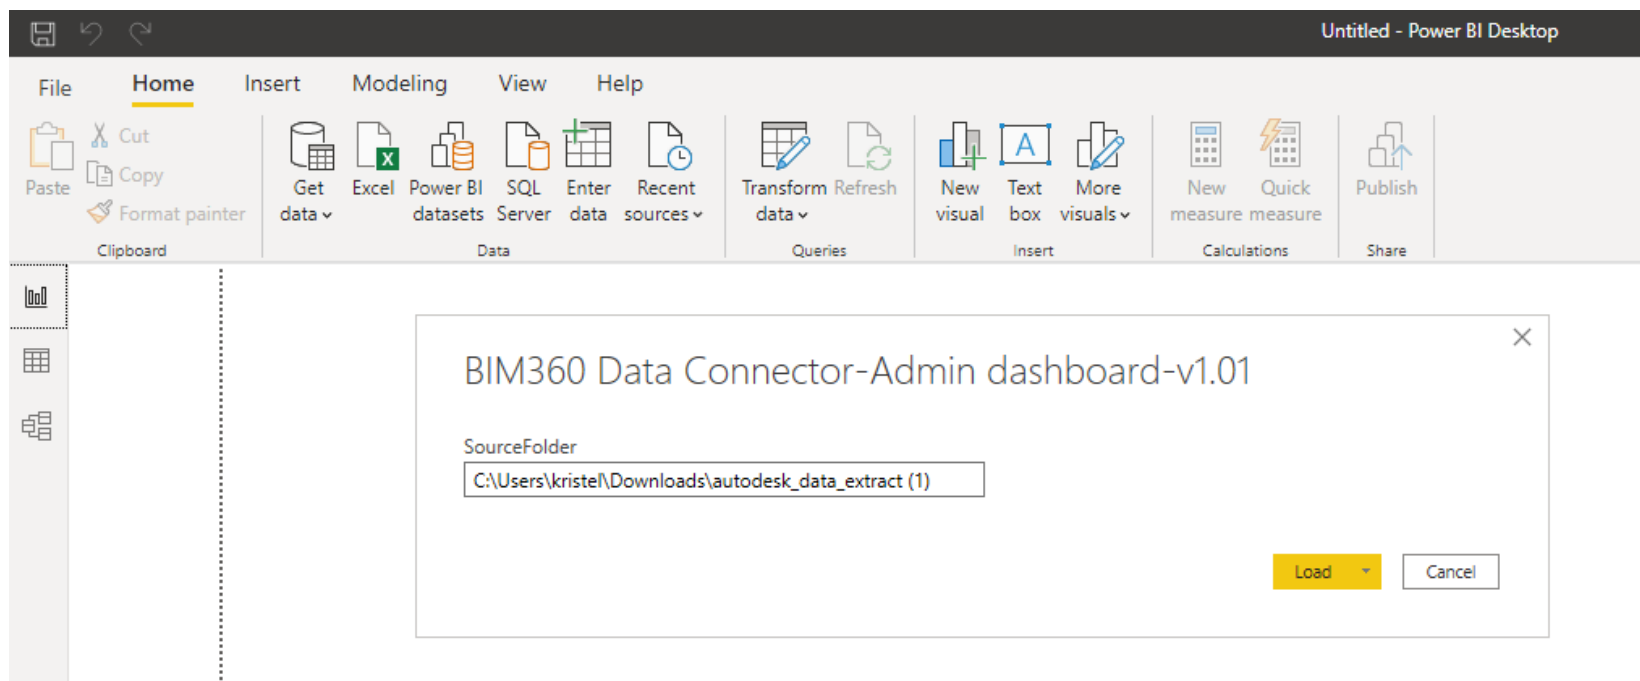 Untitled - Power BI Desktop
File Home Insert Modeling View Help
Paste
Cut
Copy
Format painter
Clipboard
Get data
Excel
Power BI datasets
SQL Server
Enter data
Recent sources
Data
Transform data
Refresh
Queries
New visual
Text box
More visuals
Insert
New measure
Quick measure
Calculations
Publish
Share
BIM360 Data Connector-Admin dashboard-v1.01
SourceFolder
C:\Users\kristel\Downloads\autodesk_data_extract (1)
Load
Cancel